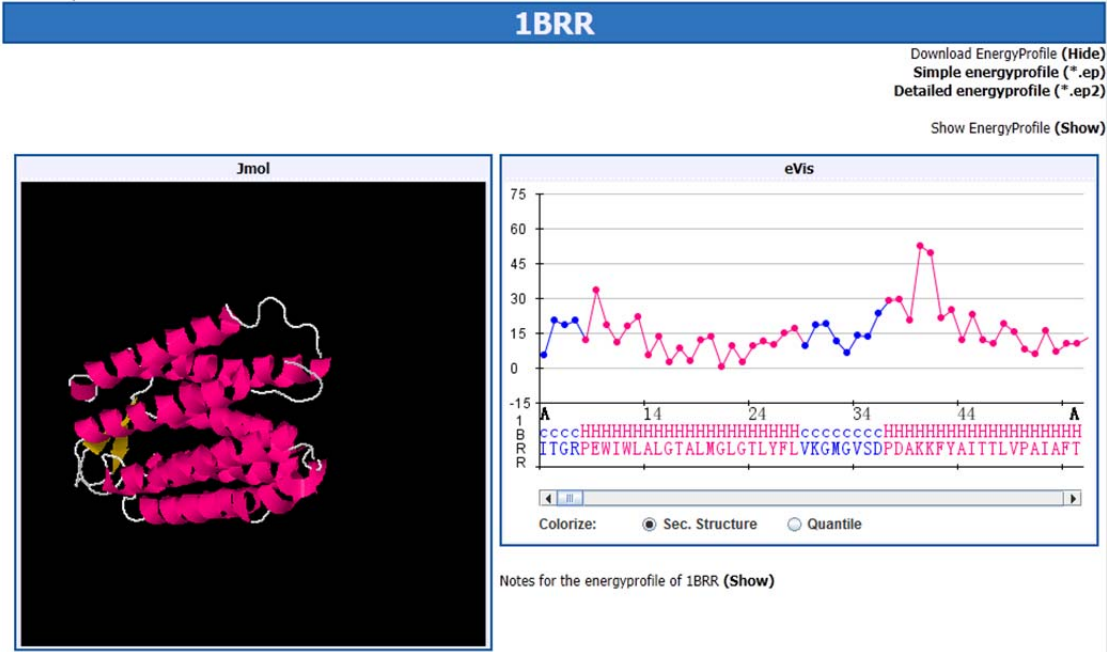 1BRR
Download EnergyProfile (Hide)
Simple energyprofile (*.ep)
Detailed energyprofile (*.ep2)
Show EnergyProfile (Show)
Jmol
eVis
75
60
45
30
15
0
-15
A 14 24 34 44 A
1BRR
ccccHHHHHHHHHHHHHHHHHHHHHccccccccHHHHHHHHHHHHHHHHHHH
ITGRPEWIWLALGTALMGLGTLYFLVKGMGVSDPDAKKFYAITTLVPAIAFT
Colorize: Sec. Structure Quantile
Notes for the energyprofile of 1BRR (Show)